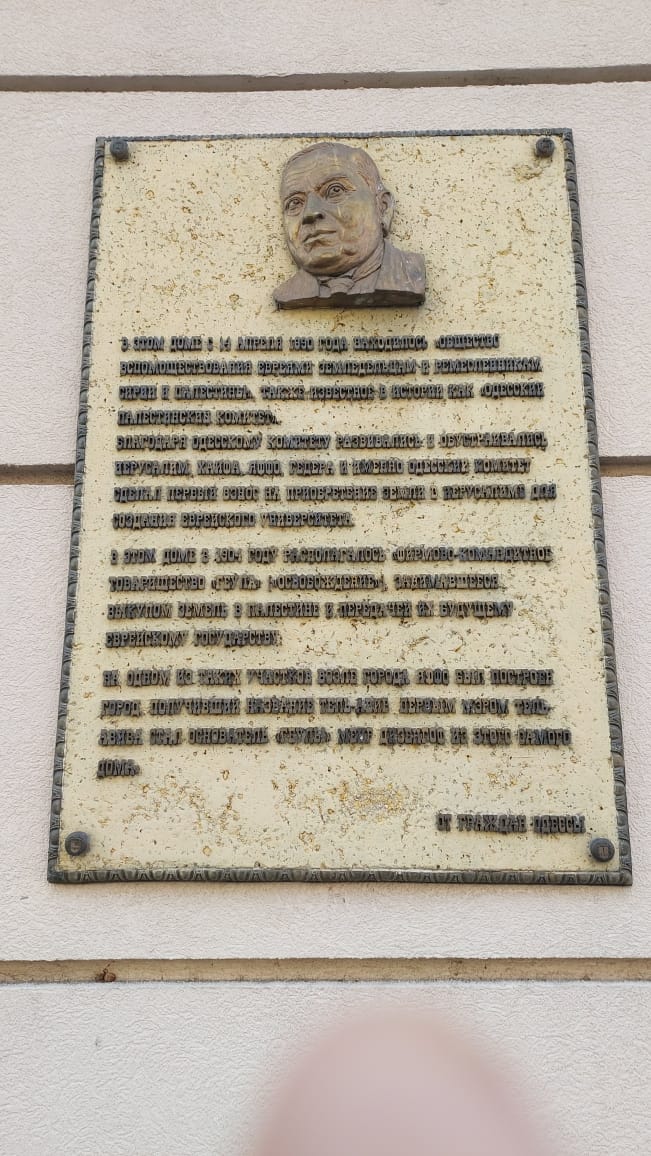 В ЭТОМ ДОМЕ С 14 АПРЕЛЯ 1890 ГОДА НАХОДИЛОСЬ «ОБЩЕСТВО
ВСПОМОЩЕСТВОВАНИЯ ЕВРЕЯМ ЗЕМЛЕДЕЛЬЦАМ И РЕМЕСЛЕННИКАМ
СИРИИ И ПАЛЕСТИНЫ», ТАКЖЕ ИЗВЕСТНОЕ В ИСТОРИИ КАК «ОДЕССКИЙ
ПАЛЕСТИНСКИЙ КОМИТЕТ».
БЛАГОДАРЯ ОДЕССКОМУ КОМИТЕТУ РАЗВИВАЛИСЬ И ОБУСТРАИВАЛИСЬ
ИЕРУСАЛИМ, ХАЙФА, ЯФФО, ГЕДЕРА И ИМЕННО ОДЕССКИЙ КОМИТЕТ
СДЕЛАЛ ПЕРВЫЙ ВЗНОС НА ПРИОБРЕТЕНИЕ ЗЕМЛИ В ИЕРУСАЛИМЕ ДЛЯ
СОЗДАНИЯ ЕВРЕЙСКОГО УНИВЕРСИТЕТА.
В ЭТОМ ДОМЕ В 1904 ГОДУ РАСПОЛАГАЛОСЬ «ФИРМОВО-КОМАНДИТНОЕ
ТОВАРИЩЕСТВО «ГЕУЛА» («ОСВОБОЖДЕНИЕ»), ЗАНИМАВШЕЕСЯ
ВЫКУПОМ ЗЕМЕЛЬ В ПАЛЕСТИНЕ И ПЕРЕДАЧЕЙ ИХ БУДУЩЕМУ
ЕВРЕЙСКОМУ ГОСУДАРСТВУ.
НА ОДНОМ ИЗ ТАКИХ УЧАСТКОВ ВОЗЛЕ ГОРОДА ЯФФО БЫЛ ПОСТРОЕН
ГОРОД, ПОЛУЧИВШИЙ НАЗВАНИЕ ТЕЛЬ-АВИВ. ПЕРВЫМ МЭРОМ ТЕЛЬ-
АВИВА СТАЛ ОСНОВАТЕЛЬ «ГЕУЛЫ» МЕИР ДИЗЕНГОФ ИЗ ЭТОГО САМОГО
ДОМА.
ОТ ГРАЖДАН ОДЕССЫ